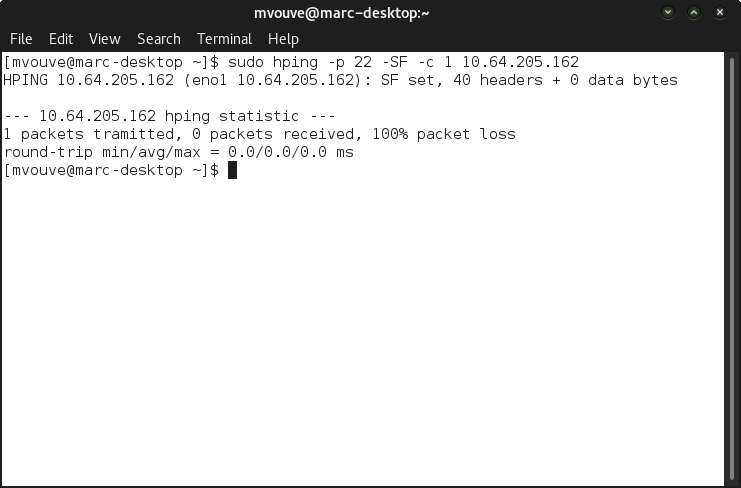 mvouve@marc-desktop:~
File Edit View Search Terminal Help
[mvouve@marc-desktop ~]$ sudo hping -p 22 -SF -c 1 10.64.205.162
HPING 10.64.205.162 (eno1 10.64.205.162): SF set, 40 headers + 0 data bytes
--- 10.64.205.162 hping statistic ---
1 packets tramitted, 0 packets received, 100% packet loss
round-trip min/avg/max = 0.0/0.0/0.0 ms
[mvouve@marc-desktop ~]$